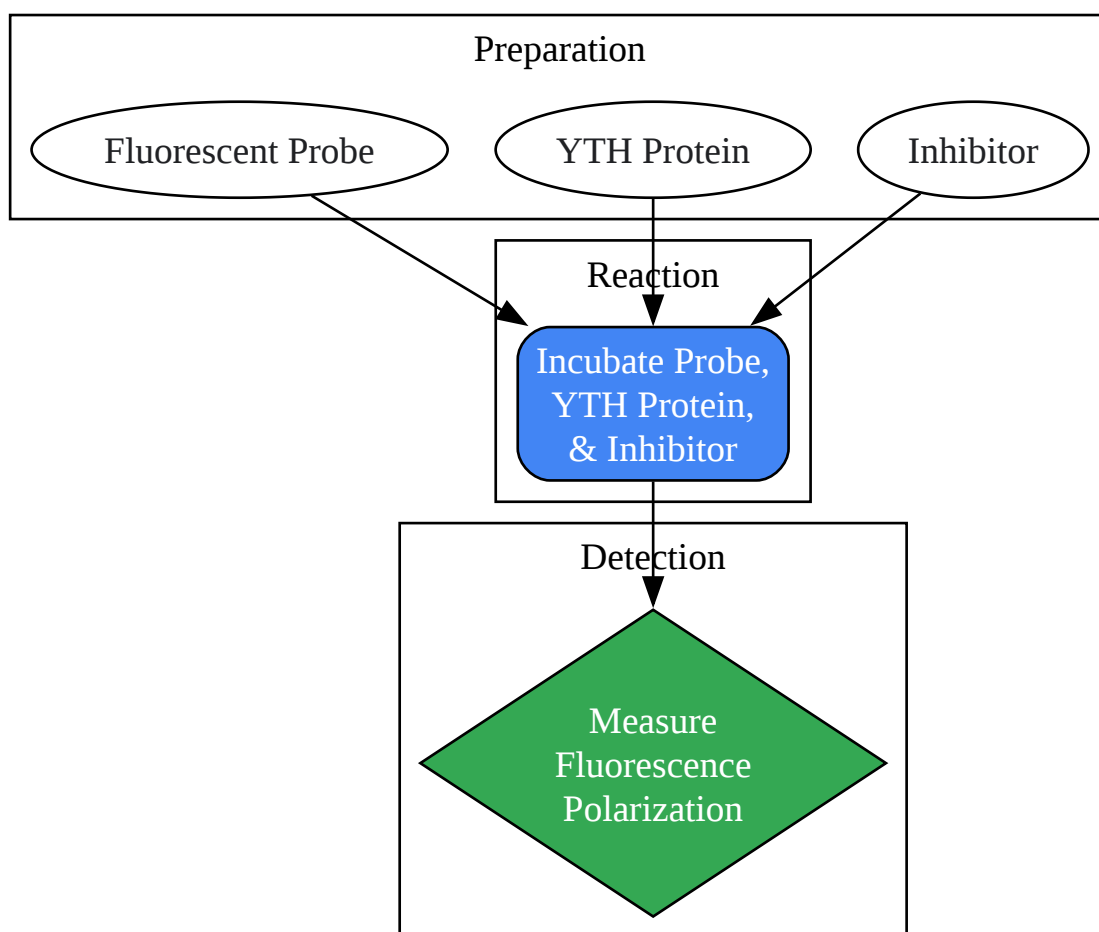 Preparation
Fluorescent Probe
YTH Protein
Inhibitor
Reaction
Incubate Probe,
YTH Protein,
& Inhibitor
Detection
Measure
Fluorescence
Polarization